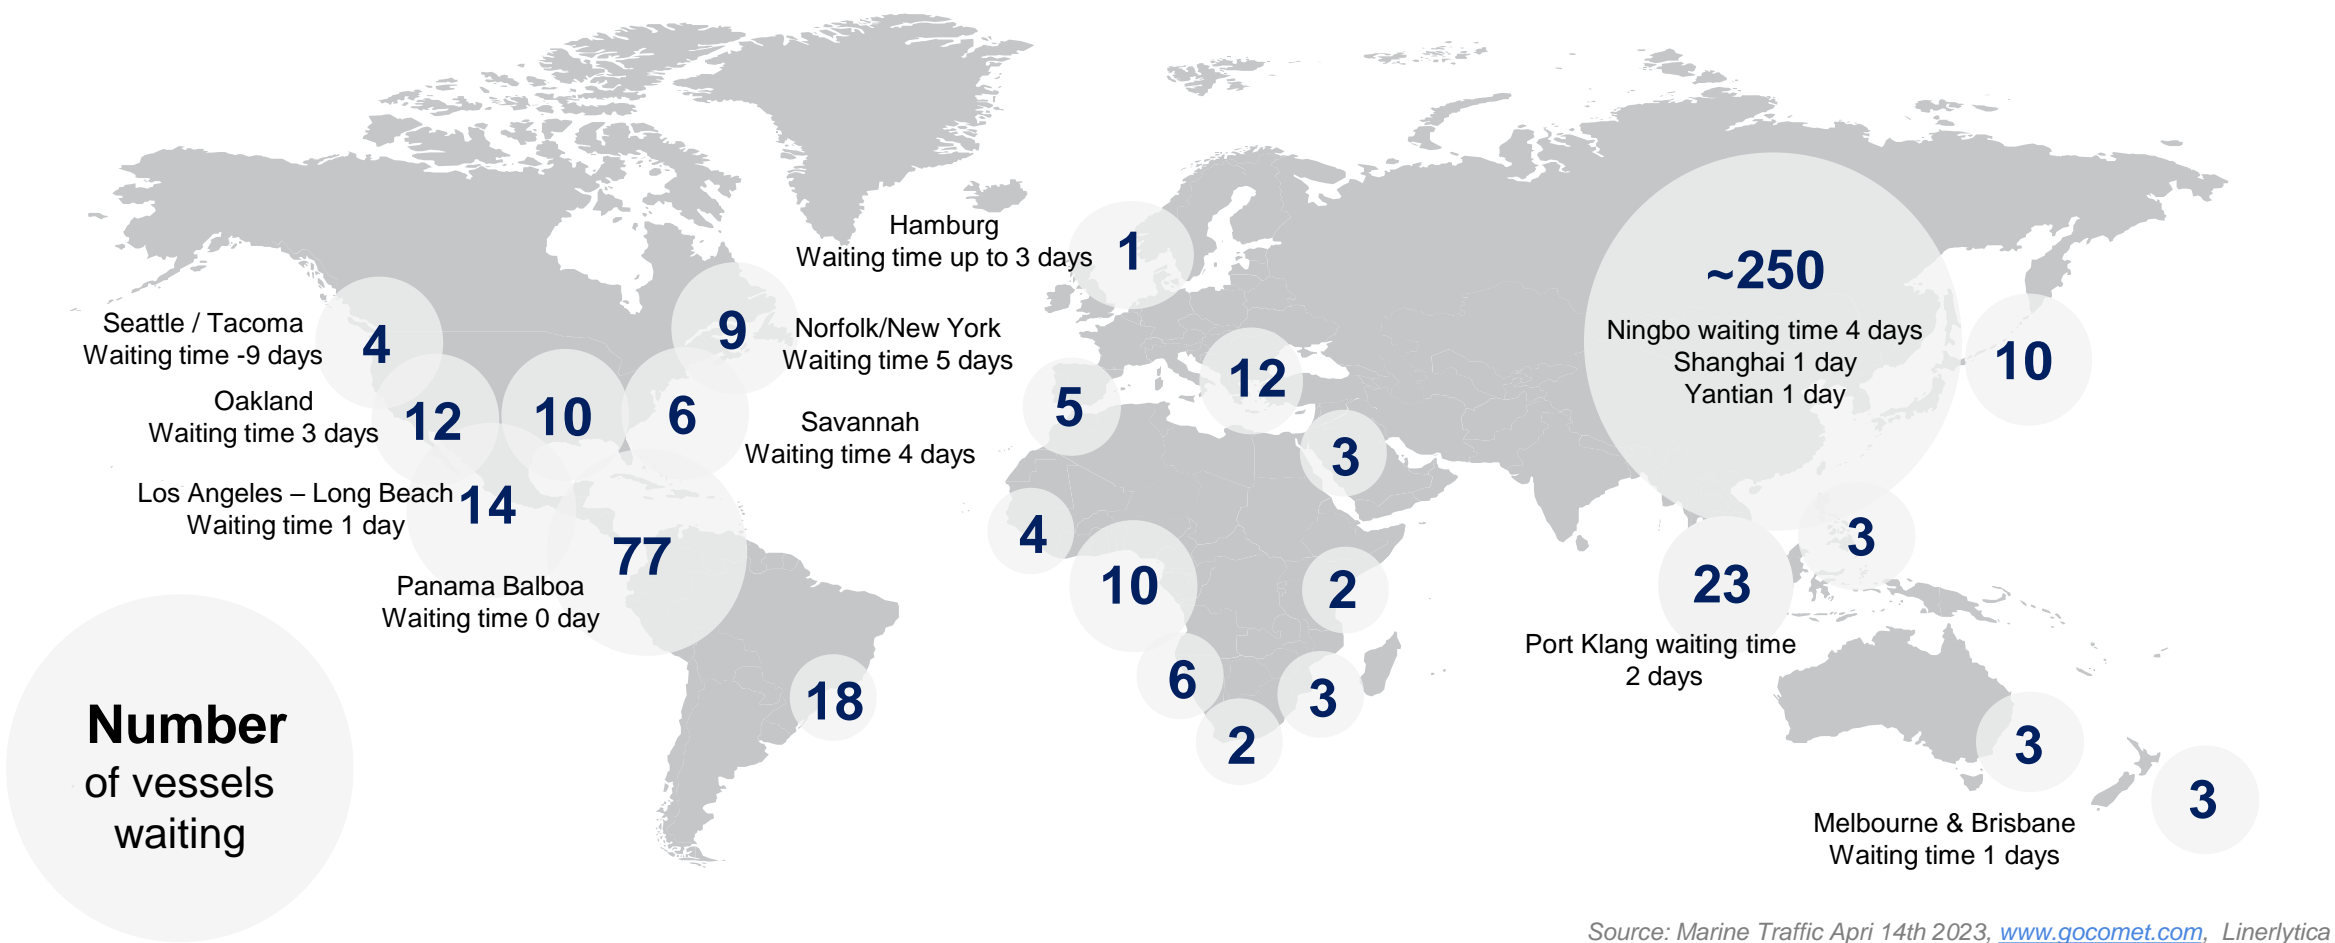 Hamburg
Waiting time up to 3 days
1
~250
Ningbo waiting time 4 days
Shanghai 1 day
Yantian 1 day
10
Seattle / Tacoma
Waiting time -9 days
4
9
Norfolk/New York
Waiting time 5 days
Oakland
Waiting time 3 days
12
10
6
Savannah
Waiting time 4 days
5
12
3
Los Angeles – Long Beach
Waiting time 1 day
14
77
Panama Balboa
Waiting time 0 day
4
10
2
23
3
Port Klang waiting time
2 days
18
6
3
2
3
Melbourne & Brisbane
Waiting time 1 days
3
Number
of vessels
waiting
Source: Marine Traffic Apri 14th 2023, www.gocomet.com, Linerlytica